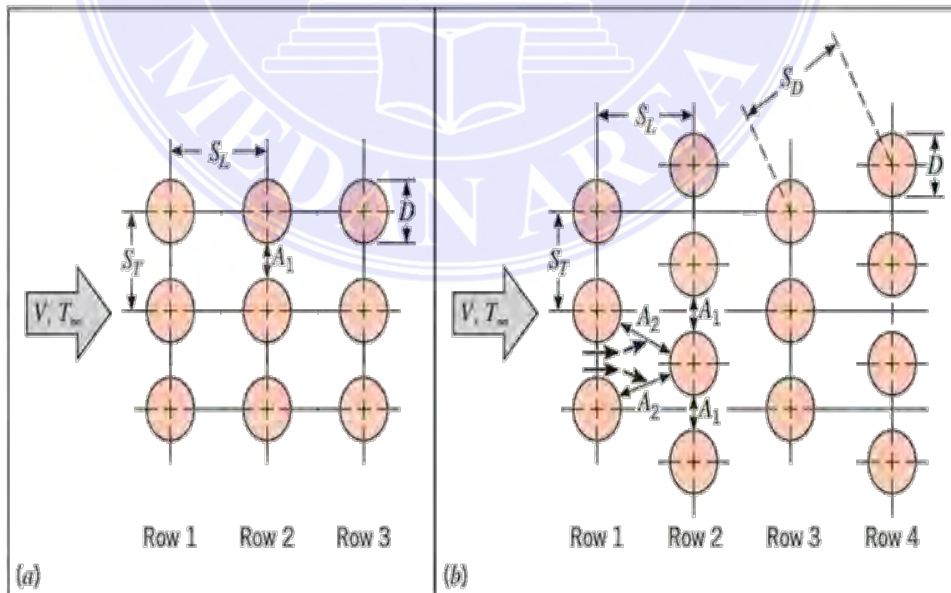 MEDAN AREA
S_L
D
A_1
S_T
V, T_∞
Row 1 Row 2 Row 3
(a)
S_D
S_L
D
S_T
A_2
A_1
V, T_∞
A_2
A_1
Row 1 Row 2 Row 3 Row 4
(b)